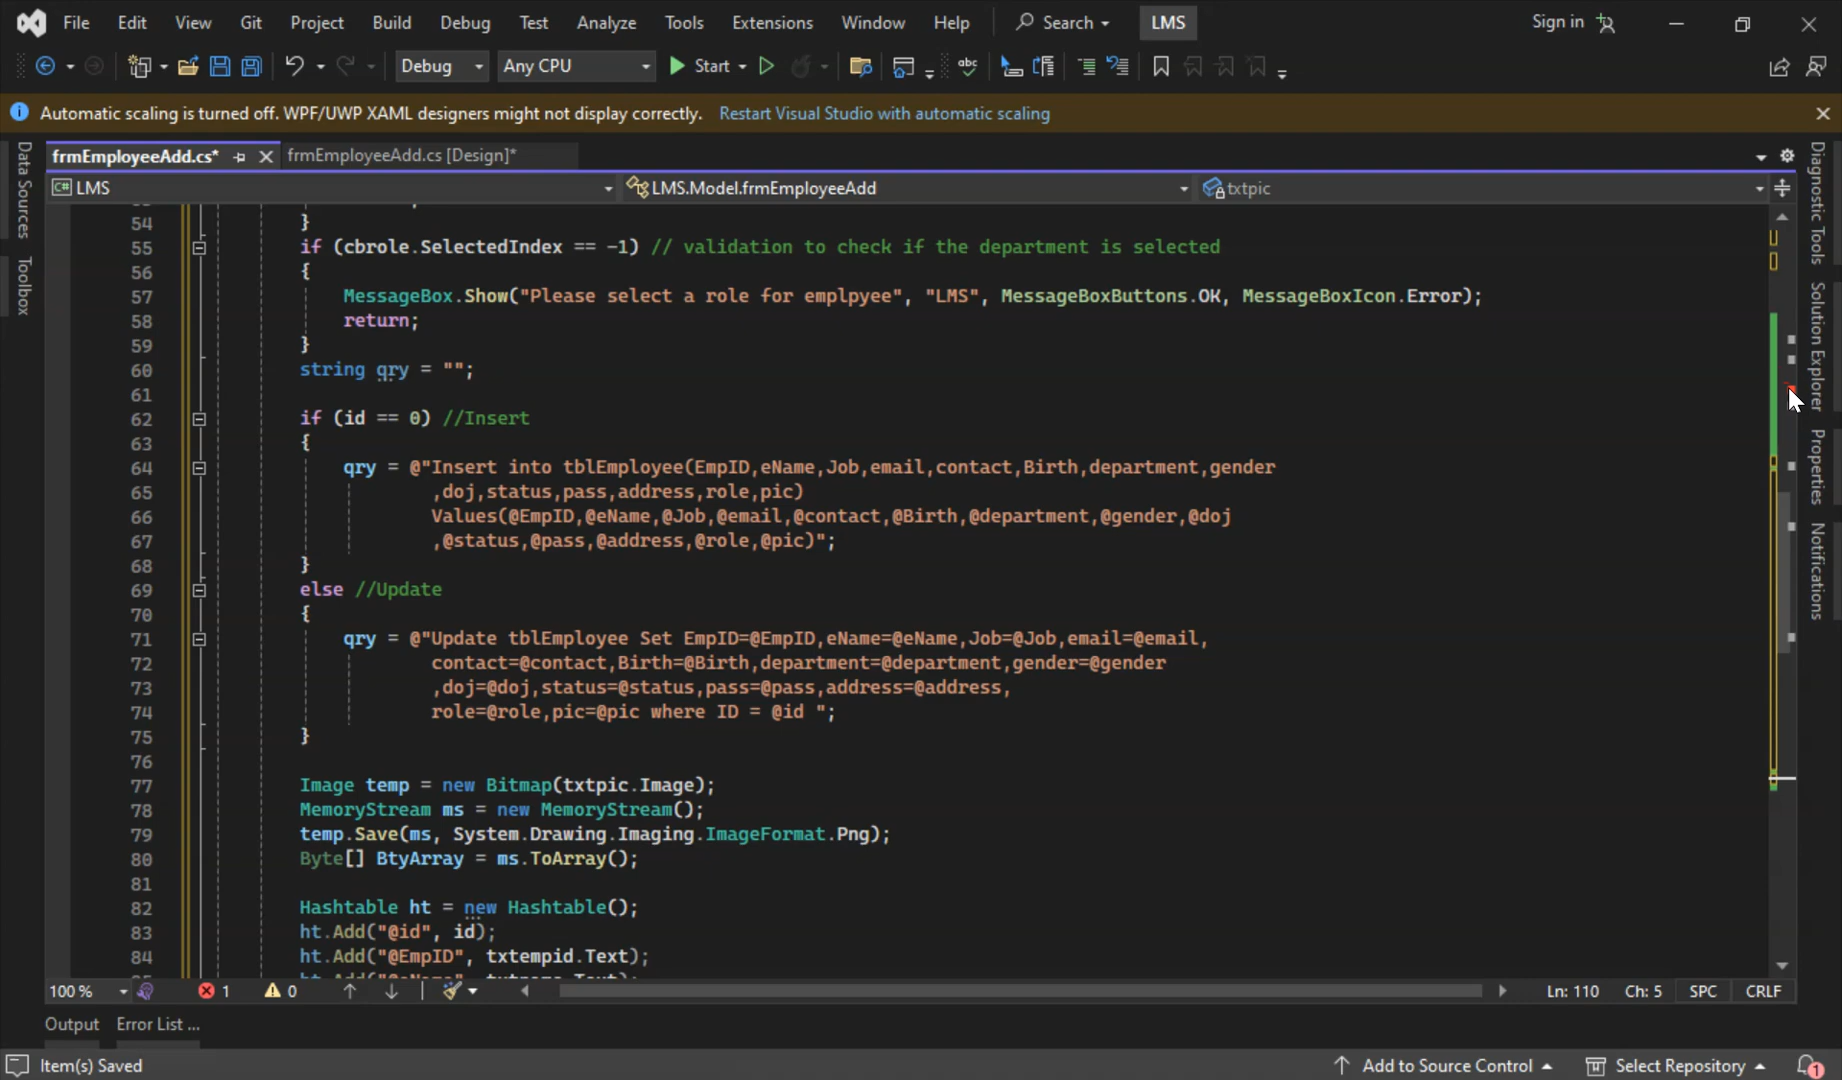 File Edit View Git Project Build Debug Test Analyze Tools Extensions Window Help Search LMS Sign in
Debug Any CPU Start
Automatic scaling is turned off. WPF/UWP XAML designers might not display correctly. Restart Visual Studio with automatic scaling
frmEmployeeAdd.cs* frmEmployeeAdd.cs [Design]*
C# LMS LMS.Model.frmEmployeeAdd txtpic
Data Sources
Toolbox
54 }
55 if (cbrole.SelectedIndex == -1) // validation to check if the department is selected
56 {
57 MessageBox.Show("Please select a role for emplpyee", "LMS", MessageBoxButtons.OK, MessageBoxIcon.Error);
58 return;
59 }
60 string qry = "";
61
62 if (id == 0) //Insert
63 {
64 qry = @"Insert into tblEmployee(EmpID,eName,Job,email,contact,Birth,department,gender
65 ,doj,status,pass,address,role,pic)
66 Values(@EmpID,@eName,@Job,@email,@contact,@Birth,@department,@gender,@doj
67 ,@status,@pass,@address,@role,@pic)";
68 }
69 else //Update
70 {
71 qry = @"Update tblEmployee Set EmpID=@EmpID,eName=@eName,Job=@Job,email=@email,
72 contact=@contact,Birth=@Birth,department=@department,gender=@gender
73 ,doj=@doj,status=@status,pass=@pass,address=@address,
74 role=@role,pic=@pic where ID = @id ";
75 }
76
77 Image temp = new Bitmap(txtpic.Image);
78 MemoryStream ms = new MemoryStream();
79 temp.Save(ms, System.Drawing.Imaging.ImageFormat.Png);
80 Byte[] BtyArray = ms.ToArray();
81
82 Hashtable ht = new Hashtable();
83 ht.Add("@id", id);
84 ht.Add("@EmpID", txtempid.Text);
Diagnostic Tools
Solution Explorer
Properties
Notifications
100 % 1 0 Ln: 110 Ch: 5 SPC CRLF
Output Error List ...
Item(s) Saved Add to Source Control Select Repository 1